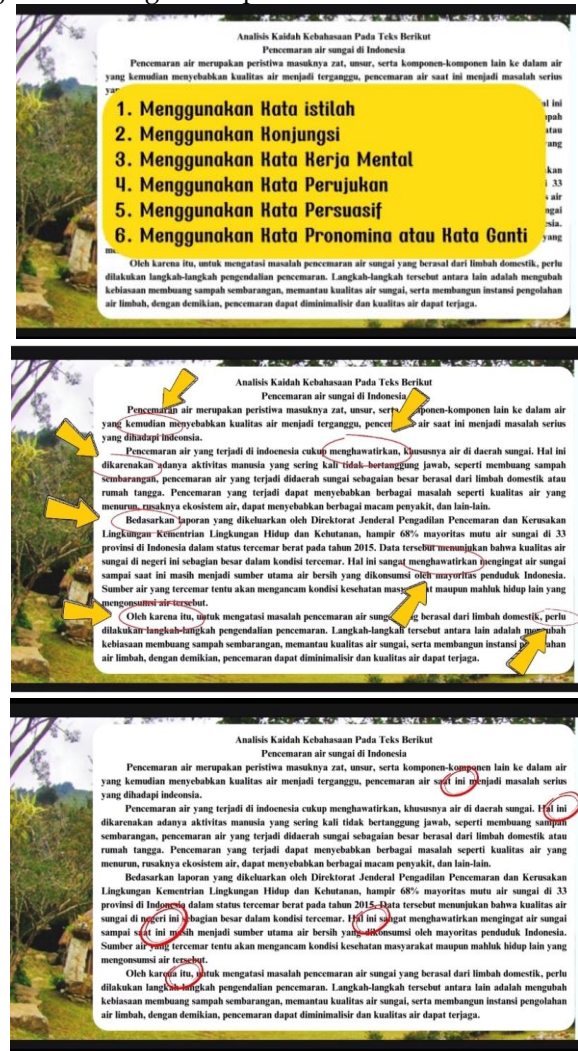 Analisis Kaidah Kebahasaan Pada Teks Berikut
Pencemaran air sungai di Indonesia
Pencemaran air merupakan peristiwa masuknya zat, unsur, serta komponen-komponen lain ke dalam air
yang kemudian menyebabkan kualitas air menjadi terganggu, pencemaran air saat ini menjadi masalah serius
1. Menggunakan Kata istilah
2. Menggunakan Konjungsi
3. Menggunakan Kata Kerja Mental
4. Menggunakan Kata Perujukan
5. Menggunakan Kata Persuasif
6. Menggunakan Kata Pronomina atau Kata Ganti
Oleh karena itu, untuk mengatasi masalah pencemaran air sungai yang berasal dari limbah domestik, perlu
dilakukan langkah-langkah pengendalian pencemaran. Langkah-langkah tersebut antara lain adalah mengubah
kebiasaan membuang sampah sembarangan, memantau kualitas air sungai, serta membangun instansi pengolahan
air limbah, dengan demikian, pencemaran dapat diminimalisir dan kualitas air dapat terjaga.
Analisis Kaidah Kebahasaan Pada Teks Berikut
Pencemaran air sungai di Indonesia
Pencemaran air merupakan peristiwa masuknya zat, unsur, serta komponen-komponen lain ke dalam air
yang kemudian menyebabkan kualitas air menjadi terganggu, pencemaran air saat ini menjadi masalah serius
yang dihadapi indeonsia.
Pencemaran air yang terjadi di indoenesia cukup menghawatirkan, khususnya air di daerah sungai. Hal ini
dikarenakan adanya aktivitas manusia yang sering kali tidak bertanggung jawab, seperti membuang sampah
sembarangan, pencemaran air yang terjadi didaerah sungai sebagaian besar berasal dari limbah domestik atau
rumah tangga. Pencemaran yang terjadi dapat menyebabkan berbagai masalah seperti kualitas air yang
menurun, rusaknya ekosistem air, dapat menyebabkan berbagai macam penyakit, dan lain-lain.
Bedasarkan laporan yang dikeluarkan oleh Direktorat Jenderal Pengadilan Pencemaran dan Kerusakan
Lingkungan Kementrian Lingkungan Hidup dan Kehutanan, hampir 68% mayoritas mutu air sungai di 33
provinsi di Indonesia dalam status tercemar berat pada tahun 2015. Data tersebut menunjukan bahwa kualitas air
sungai di negeri ini sebagian besar dalam kondisi tercemar. Hal ini sangat menghawatirkan mengingat air sungai
sampai saat ini masih menjadi sumber utama air bersih yang dikonsumsi oleh mayoritas penduduk Indonesia.
Sumber air yang tercemar tentu akan mengancam kondisi kesehatan masyarakat maupun mahluk hidup lain yang
mengonsumsi air tersebut.
Oleh karena itu, untuk mengatasi masalah pencemaran air sungai yang berasal dari limbah domestik, perlu
dilakukan langkah-langkah pengendalian pencemaran. Langkah-langkah tersebut antara lain adalah mengubah
kebiasaan membuang sampah sembarangan, memantau kualitas air sungai, serta membangun instansi pengolahan
air limbah, dengan demikian, pencemaran dapat diminimalisir dan kualitas air dapat terjaga.
Analisis Kaidah Kebahasaan Pada Teks Berikut
Pencemaran air sungai di Indonesia
Pencemaran air merupakan peristiwa masuknya zat, unsur, serta komponen-komponen lain ke dalam air
yang kemudian menyebabkan kualitas air menjadi terganggu, pencemaran air saat ini menjadi masalah serius
yang dihadapi indeonsia.
Pencemaran air yang terjadi di indoenesia cukup menghawatirkan, khususnya air di daerah sungai. Hal ini
dikarenakan adanya aktivitas manusia yang sering kali tidak bertanggung jawab, seperti membuang sampah
sembarangan, pencemaran air yang terjadi didaerah sungai sebagaian besar berasal dari limbah domestik atau
rumah tangga. Pencemaran yang terjadi dapat menyebabkan berbagai masalah seperti kualitas air yang
menurun, rusaknya ekosistem air, dapat menyebabkan berbagai macam penyakit, dan lain-lain.
Bedasarkan laporan yang dikeluarkan oleh Direktorat Jenderal Pengadilan Pencemaran dan Kerusakan
Lingkungan Kementrian Lingkungan Hidup dan Kehutanan, hampir 68% mayoritas mutu air sungai di 33
provinsi di Indonesia dalam status tercemar berat pada tahun 2015. Data tersebut menunjukan bahwa kualitas air
sungai di negeri ini sebagian besar dalam kondisi tercemar. Hal ini sangat menghawatirkan mengingat air sungai
sampai saat ini masih menjadi sumber utama air bersih yang dikonsumsi oleh mayoritas penduduk Indonesia.
Sumber air yang tercemar tentu akan mengancam kondisi kesehatan masyarakat maupun mahluk hidup lain yang
mengonsumsi air tersebut.
Oleh karena itu, untuk mengatasi masalah pencemaran air sungai yang berasal dari limbah domestik, perlu
dilakukan langkah-langkah pengendalian pencemaran. Langkah-langkah tersebut antara lain adalah mengubah
kebiasaan membuang sampah sembarangan, memantau kualitas air sungai, serta membangun instansi pengolahan
air limbah, dengan demikian, pencemaran dapat diminimalisir dan kualitas air dapat terjaga.